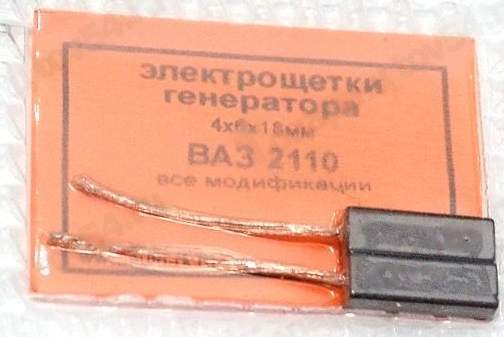 электрощетки
генератора
4х6х18мм
ВАЗ 2110
все модификации